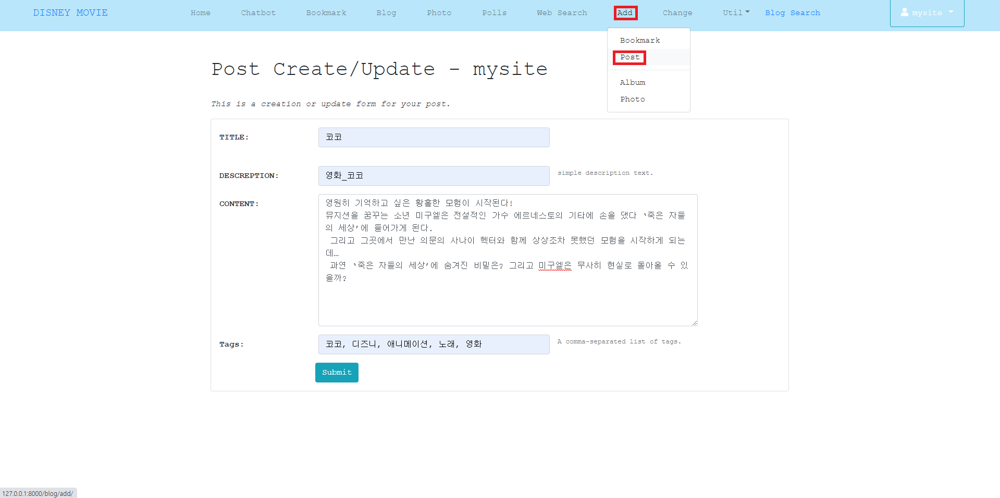 DISNEY MOVIE
Home
Chatbot
Bookmark
Blog
Photo
Polls
Web Search
Add
Change
Util
Blog Search
mysite
Bookmark
Post
Album
Photo
Post Create/Update - mysite
This is a creation or update form for your post.
TITLE:
코코
DESCREPTION:
영화_코코
simple description text.
CONTENT:
영원히 기억하고 싶은 황홀한 모험이 시작된다!
뮤지션을 꿈꾸는 소년 미구엘은 전설적인 가수 에르네스토의 기타에 손을 댔다 ‘죽은 자들
의 세상’에 들어가게 된다.
그리고 그곳에서 만난 의문의 사나이 헥터와 함께 상상조차 못했던 모험을 시작하게 되는
데…
과연 ‘죽은 자들의 세상’에 숨겨진 비밀은? 그리고 미구엘은 무사히 현실로 돌아올 수 있
을까?
Tags:
코코, 디즈니, 애니메이션, 노래, 영화
A comma-separated list of tags.
Submit
127.0.0.1:8000/blog/add/